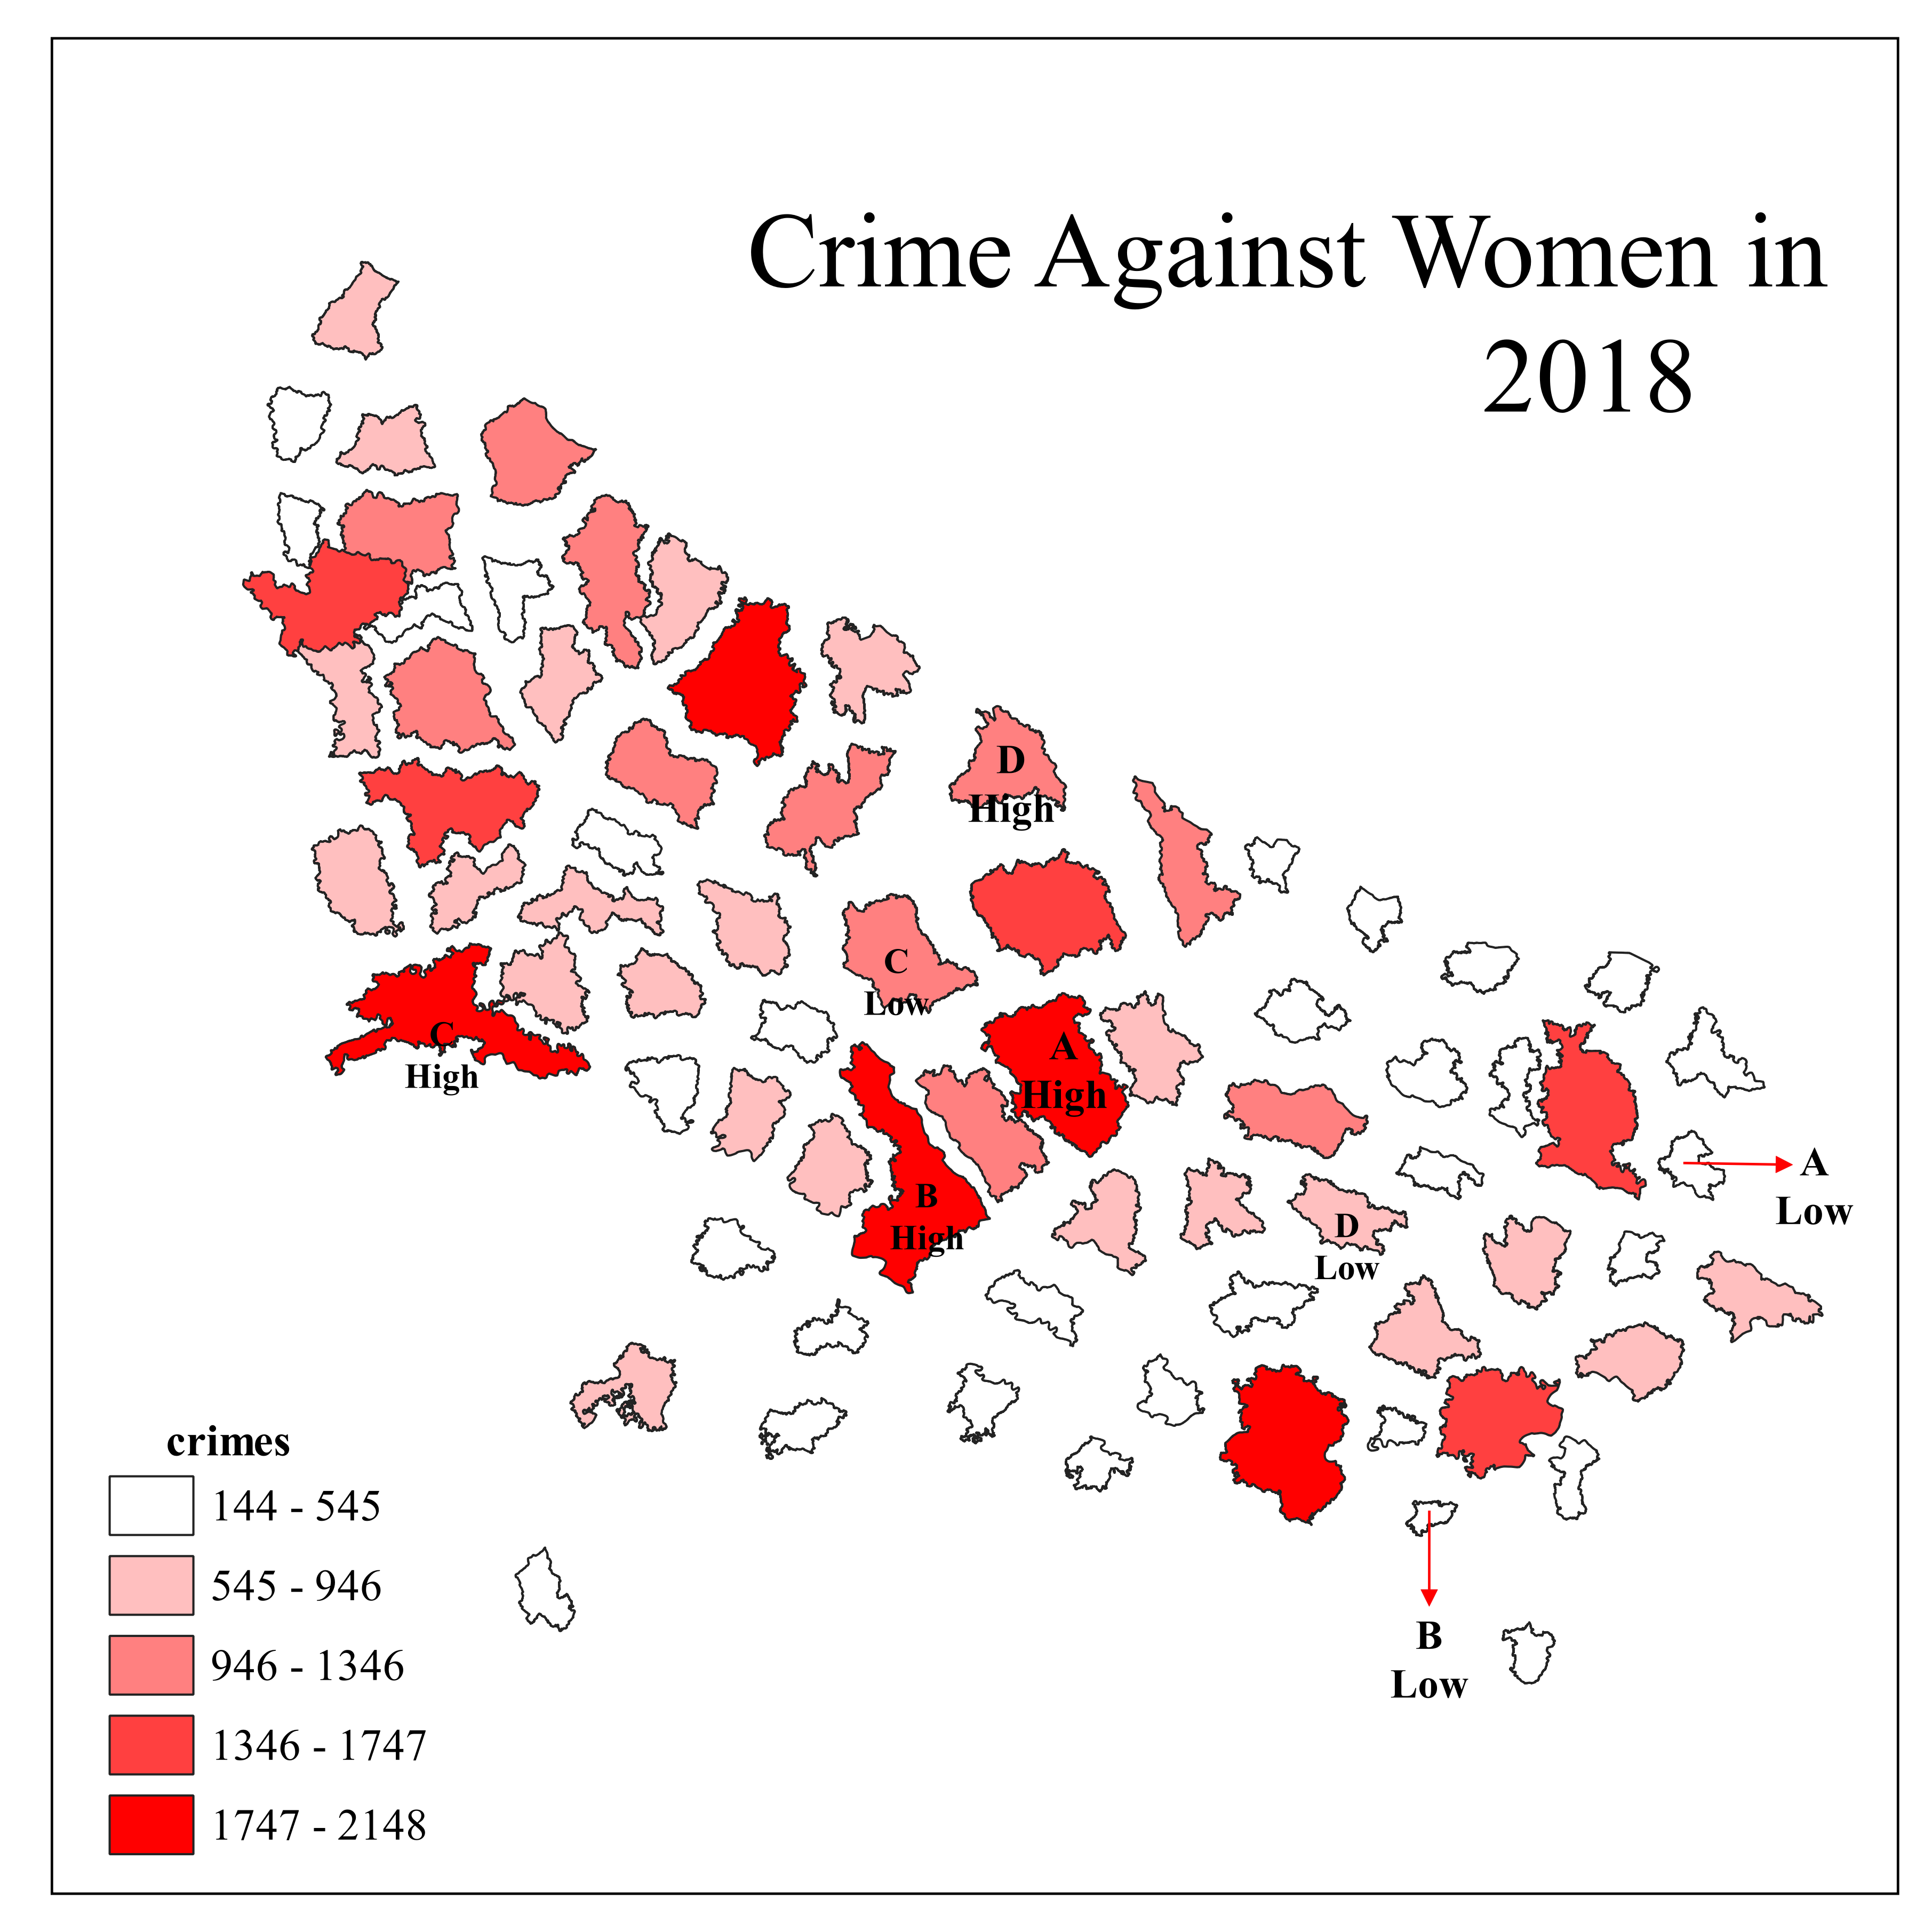 Crime Against Women in
2018
D
High
C
Low
C
High
A
High
A
Low
B
High
D
Low
B
Low
crimes
144 - 545
545 - 946
946 - 1346
1346 - 1747
1747 - 2148